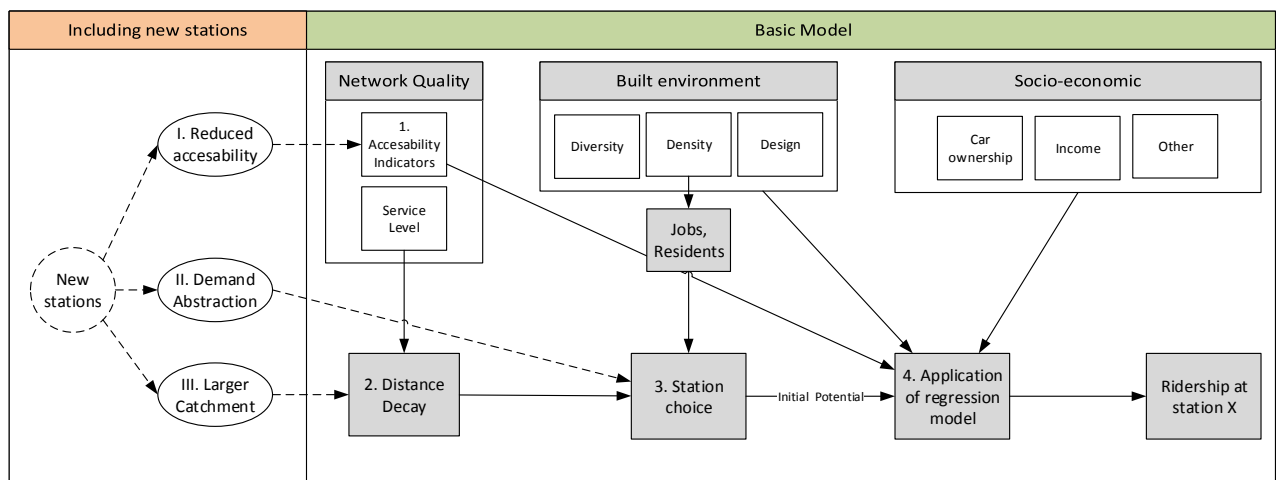 Including new stations
Basic Model
Network Quality
Built environment
Socio-economic
I. Reduced
accesability
1.
Accesability
Indicators
Diversity
Density
Design
Car
ownership
Income
Other
Service
Level
Jobs,
Residents
New
stations
II. Demand
Abstraction
III. Larger
Catchment
2. Distance
Decay
3. Station
choice
Initial Potential
4. Application
of regression
model
Ridership at
station X